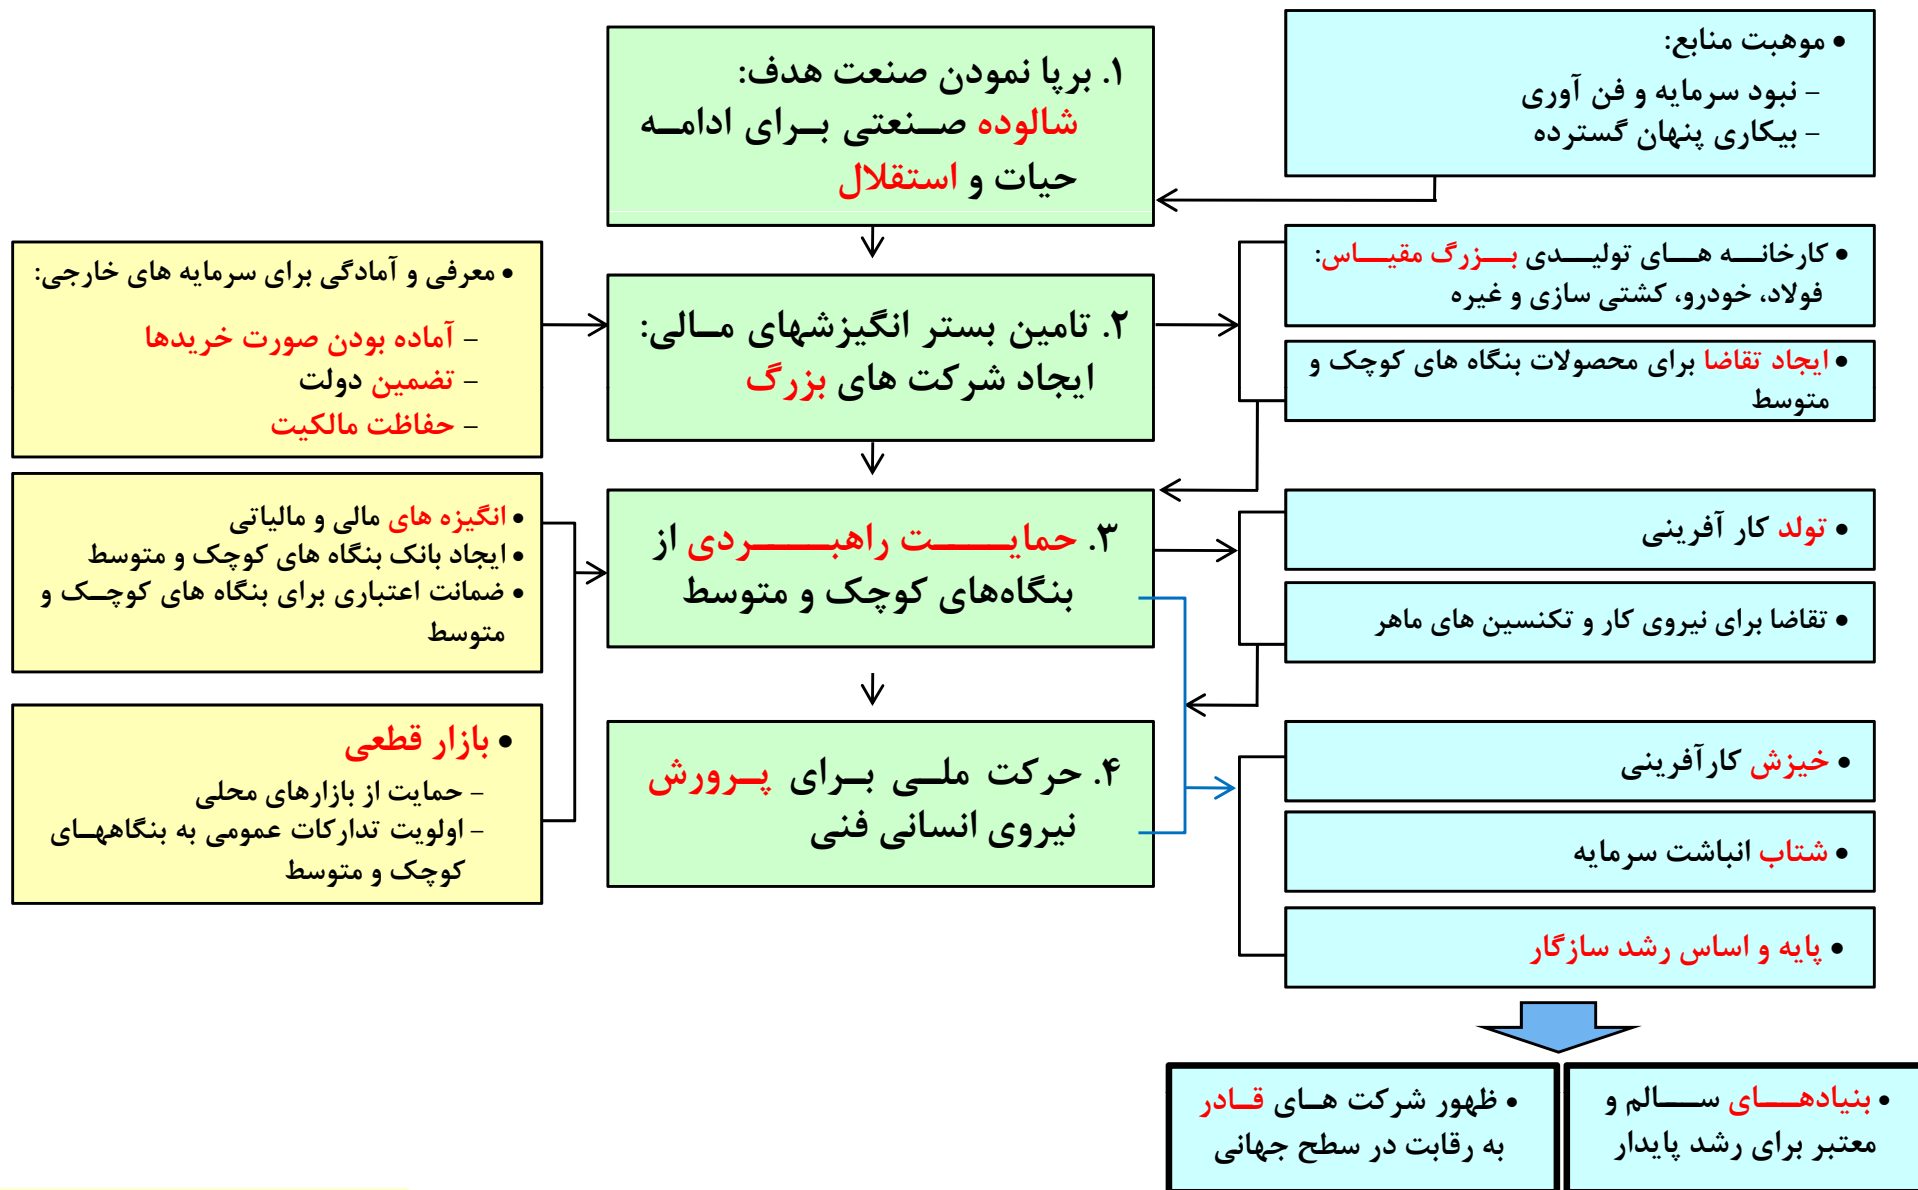 ۱. برپا نمودن صنعت هدف:
شالوده صنعتی برای ادامه
حیات و استقلال
• موهبت منابع:
– نبود سرمایه و فن آوری
– بیکاری پنهان گسترده
• معرفی و آمادگی برای سرمایه های خارجی:
– آماده بودن صورت خریدها
– تضمین دولت
– حفاظت مالکیت
۲. تامین بستر انگیزشهای مالی:
ایجاد شرکت های بزرگ
• کارخانه های تولیدی بزرگ مقیاس:
فولاد، خودرو، کشتی سازی و غیره
• ایجاد تقاضا برای محصولات بنگاه های کوچک و
متوسط
• انگیزه های مالی و مالیاتی
• ایجاد بانک بنگاه های کوچک و متوسط
• ضمانت اعتباری برای بنگاه های کوچک و
متوسط
۳. حمایت راهبردی از
بنگاه‌های کوچک و متوسط
• تولد کار آفرینی
• تقاضا برای نیروی کار و تکنسین های ماهر
• بازار قطعی
– حمایت از بازارهای محلی
– اولویت تدارکات عمومی به بنگاههای
کوچک و متوسط
۴. حرکت ملی برای پرورش
نیروی انسانی فنی
• خیزش کارآفرینی
• شتاب انباشت سرمایه
• پایه و اساس رشد سازگار
• بنیادهای سالم و
معتبر برای رشد پایدار
• ظهور شرکت های قادر
به رقابت در سطح جهانی